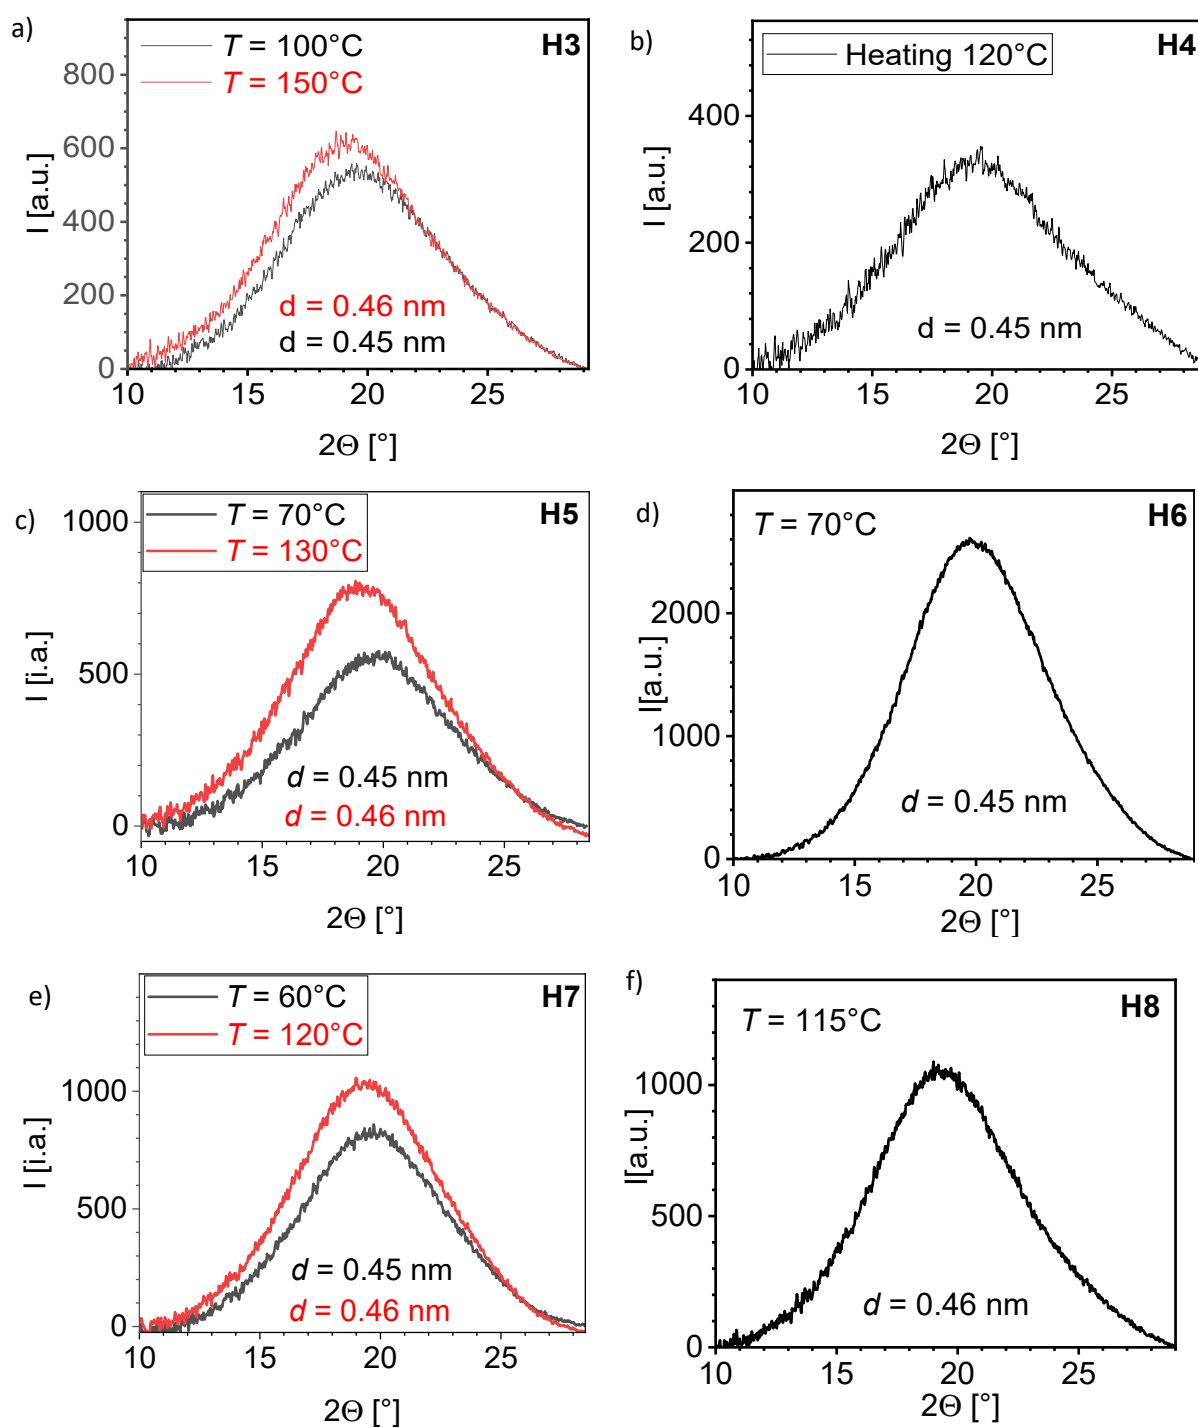 a)
T = 100°C
T = 150°C
H3
800
600
400
200
0
I [a.u.]
d = 0.46 nm
d = 0.45 nm
10 15 20 25
2Θ [°]
b)
Heating 120°C
H4
400
200
0
I [a.u.]
d = 0.45 nm
10 15 20 25
2Θ [°]
c)
T = 70°C
T = 130°C
H5
1000
500
0
I [i.a.]
d = 0.45 nm
d = 0.46 nm
10 15 20 25
2Θ [°]
d)
T = 70°C
H6
2000
1000
0
I[a.u.]
d = 0.45 nm
10 15 20 25
2Θ [°]
e)
T = 60°C
T = 120°C
H7
1000
500
0
I [i.a.]
d = 0.45 nm
d = 0.46 nm
10 15 20 25
2Θ [°]
f)
T = 115°C
H8
1000
500
0
I[a.u.]
d = 0.46 nm
10 15 20 25
2Θ [°]